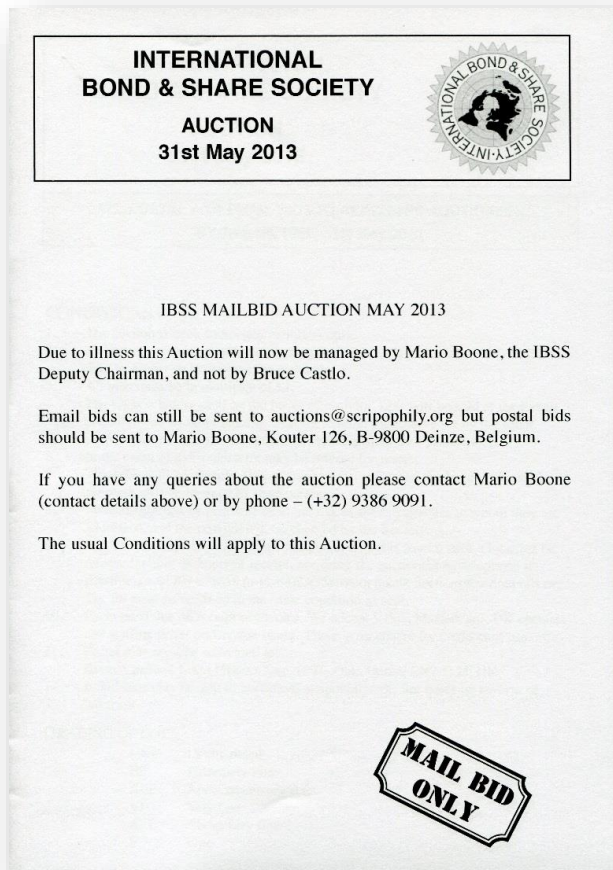 INTERNATIONAL
BOND & SHARE SOCIETY
AUCTION
31st May 2013
INTERNATIONAL BOND & SHARE SOCIETY
IBSS MAILBID AUCTION MAY 2013
Due to illness this Auction will now be managed by Mario Boone, the IBSS
Deputy Chairman, and not by Bruce Castlo.
Email bids can still be sent to auctions@scripophily.org but postal bids
should be sent to Mario Boone, Kouter 126, B-9800 Deinze, Belgium.
If you have any queries about the auction please contact Mario Boone
(contact details above) or by phone – (+32) 9386 9091.
The usual Conditions will apply to this Auction.
MAIL BID
ONLY